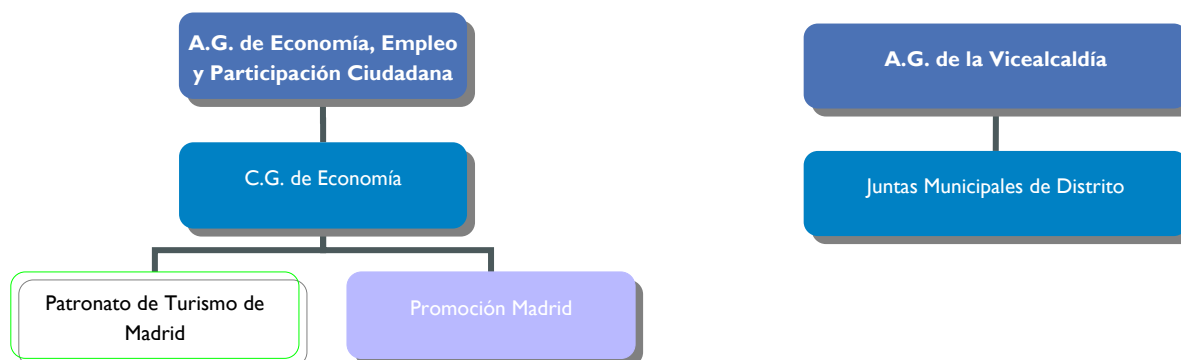 A.G. de Economía, Empleo
y Participación Ciudadana
A.G. de la Vicealcaldía
C.G. de Economía
Juntas Municipales de Distrito
Patronato de Turismo de
Madrid
Promoción Madrid